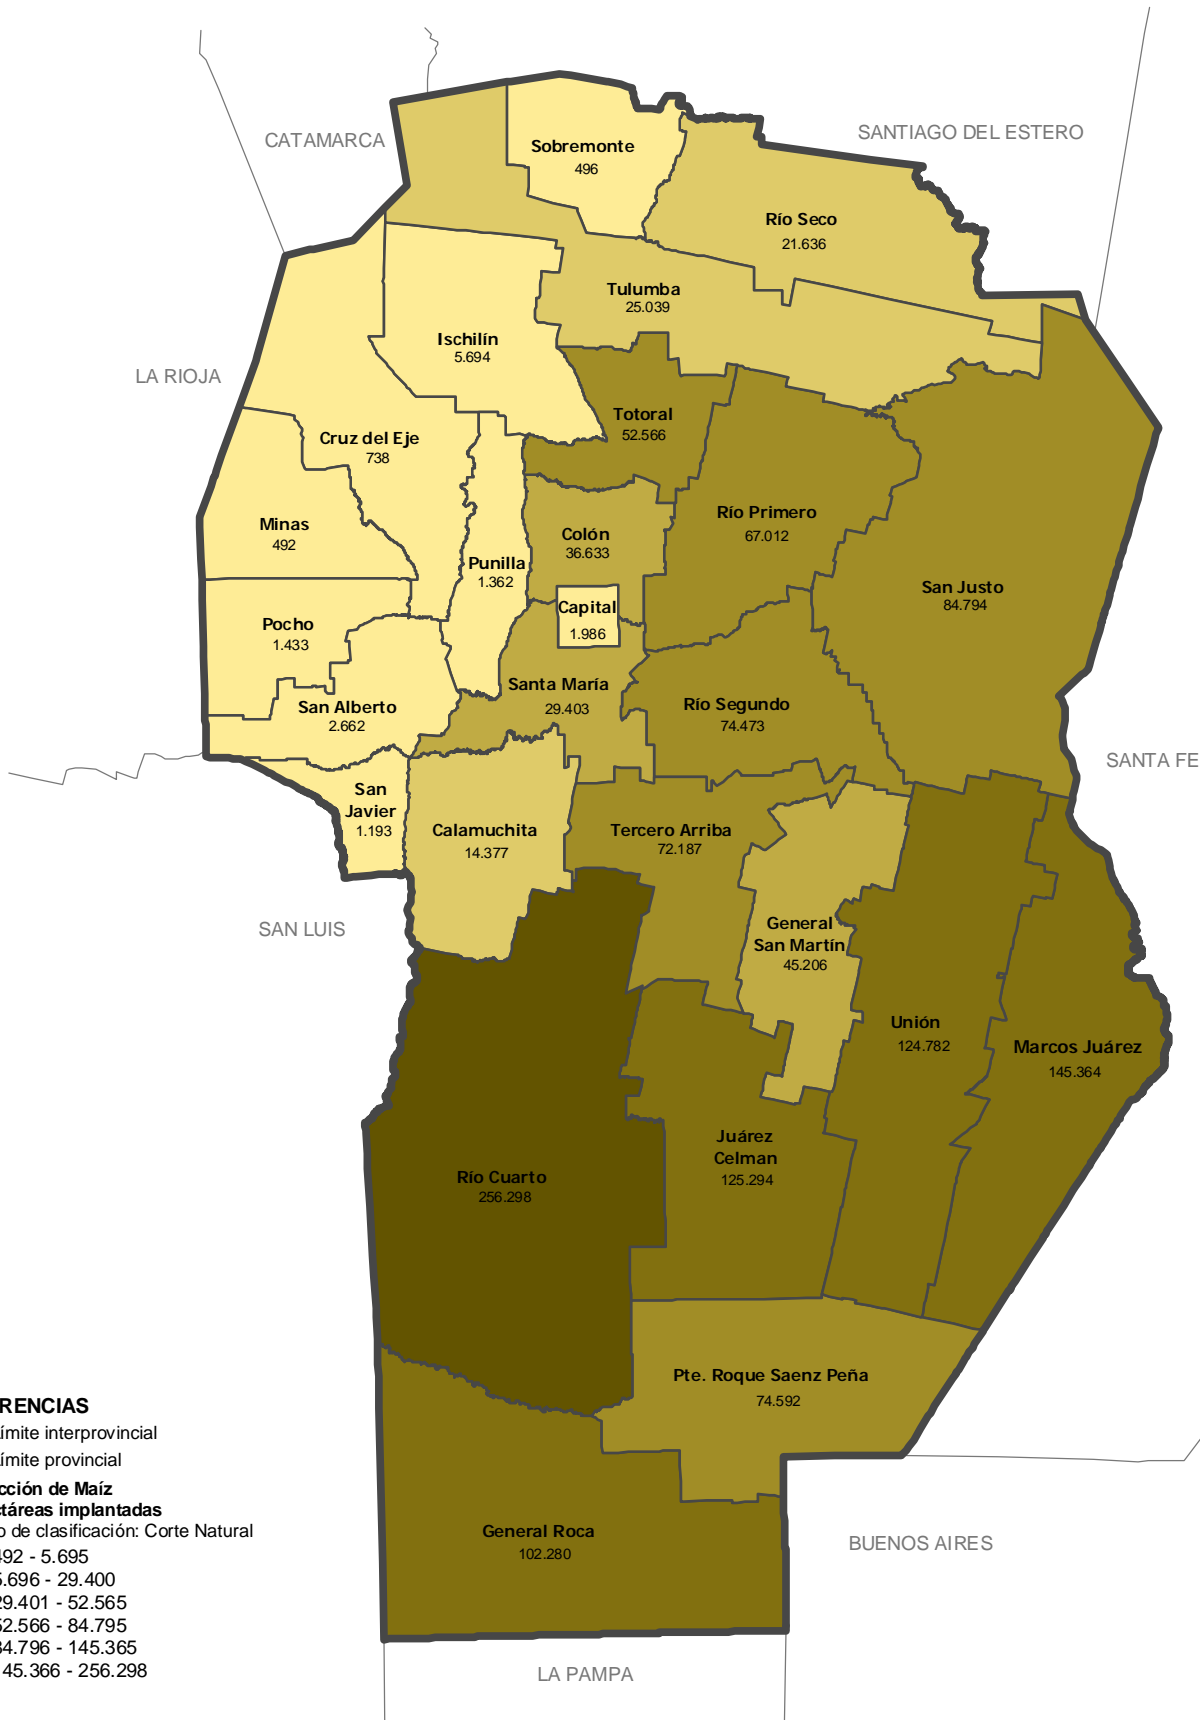 CATAMARCA
SANTIAGO DEL ESTERO
Sobremonte
496
Río Seco
21.636
Tulumba
25.039
Ischilín
5.694
LA RIOJA
Totoral
52.566
Cruz del Eje
738
Río Primero
67.012
Minas
492
Colón
36.633
Punilla
1.362
San Justo
84.794
Capital
1.986
Pocho
1.433
Santa María
29.403
San Alberto
2.662
Río Segundo
74.473
SANTA FE
San
Javier
1.193
Calamuchita
14.377
Tercero Arriba
72.187
SAN LUIS
General
San Martín
45.206
Unión
124.782
Marcos Juárez
145.364
Juárez
Celman
125.294
Río Cuarto
256.298
Pte. Roque Saenz Peña
74.592
General Roca
102.280
BUENOS AIRES
LA PAMPA
RENCIAS
ímite interprovincial
ímite provincial
cción de Maíz
táreas implantadas
o de clasificación: Corte Natural
492 - 5.695
5.696 - 29.400
29.401 - 52.565
52.566 - 84.795
84.796 - 145.365
145.366 - 256.298